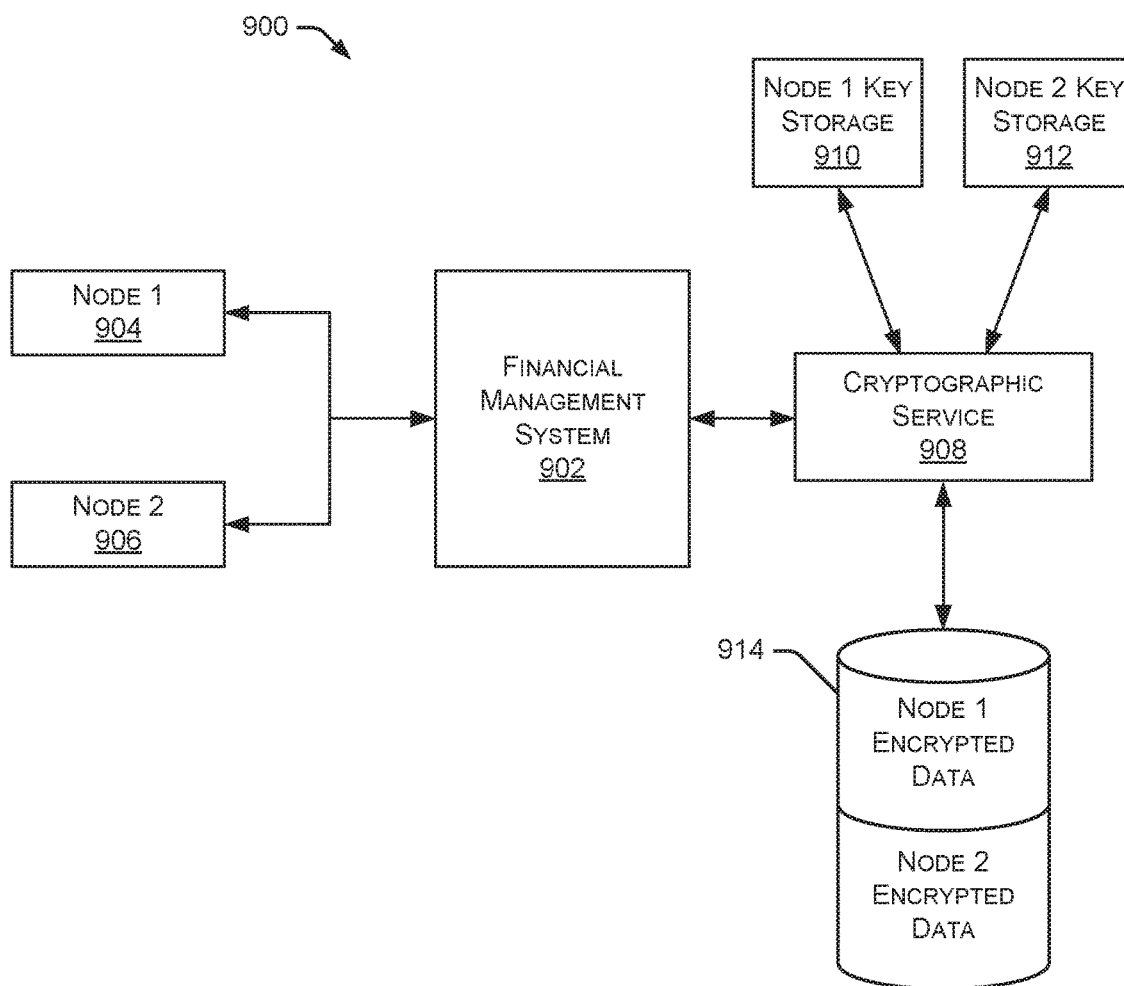 900
NODE 1 KEY
STORAGE
910
NODE 2 KEY
STORAGE
912
NODE 1
904
NODE 2
906
FINANCIAL
MANAGEMENT
SYSTEM
902
CRYPTOGRAPHIC
SERVICE
908
914
NODE 1
ENCRYPTED
DATA
NODE 2
ENCRYPTED
DATA